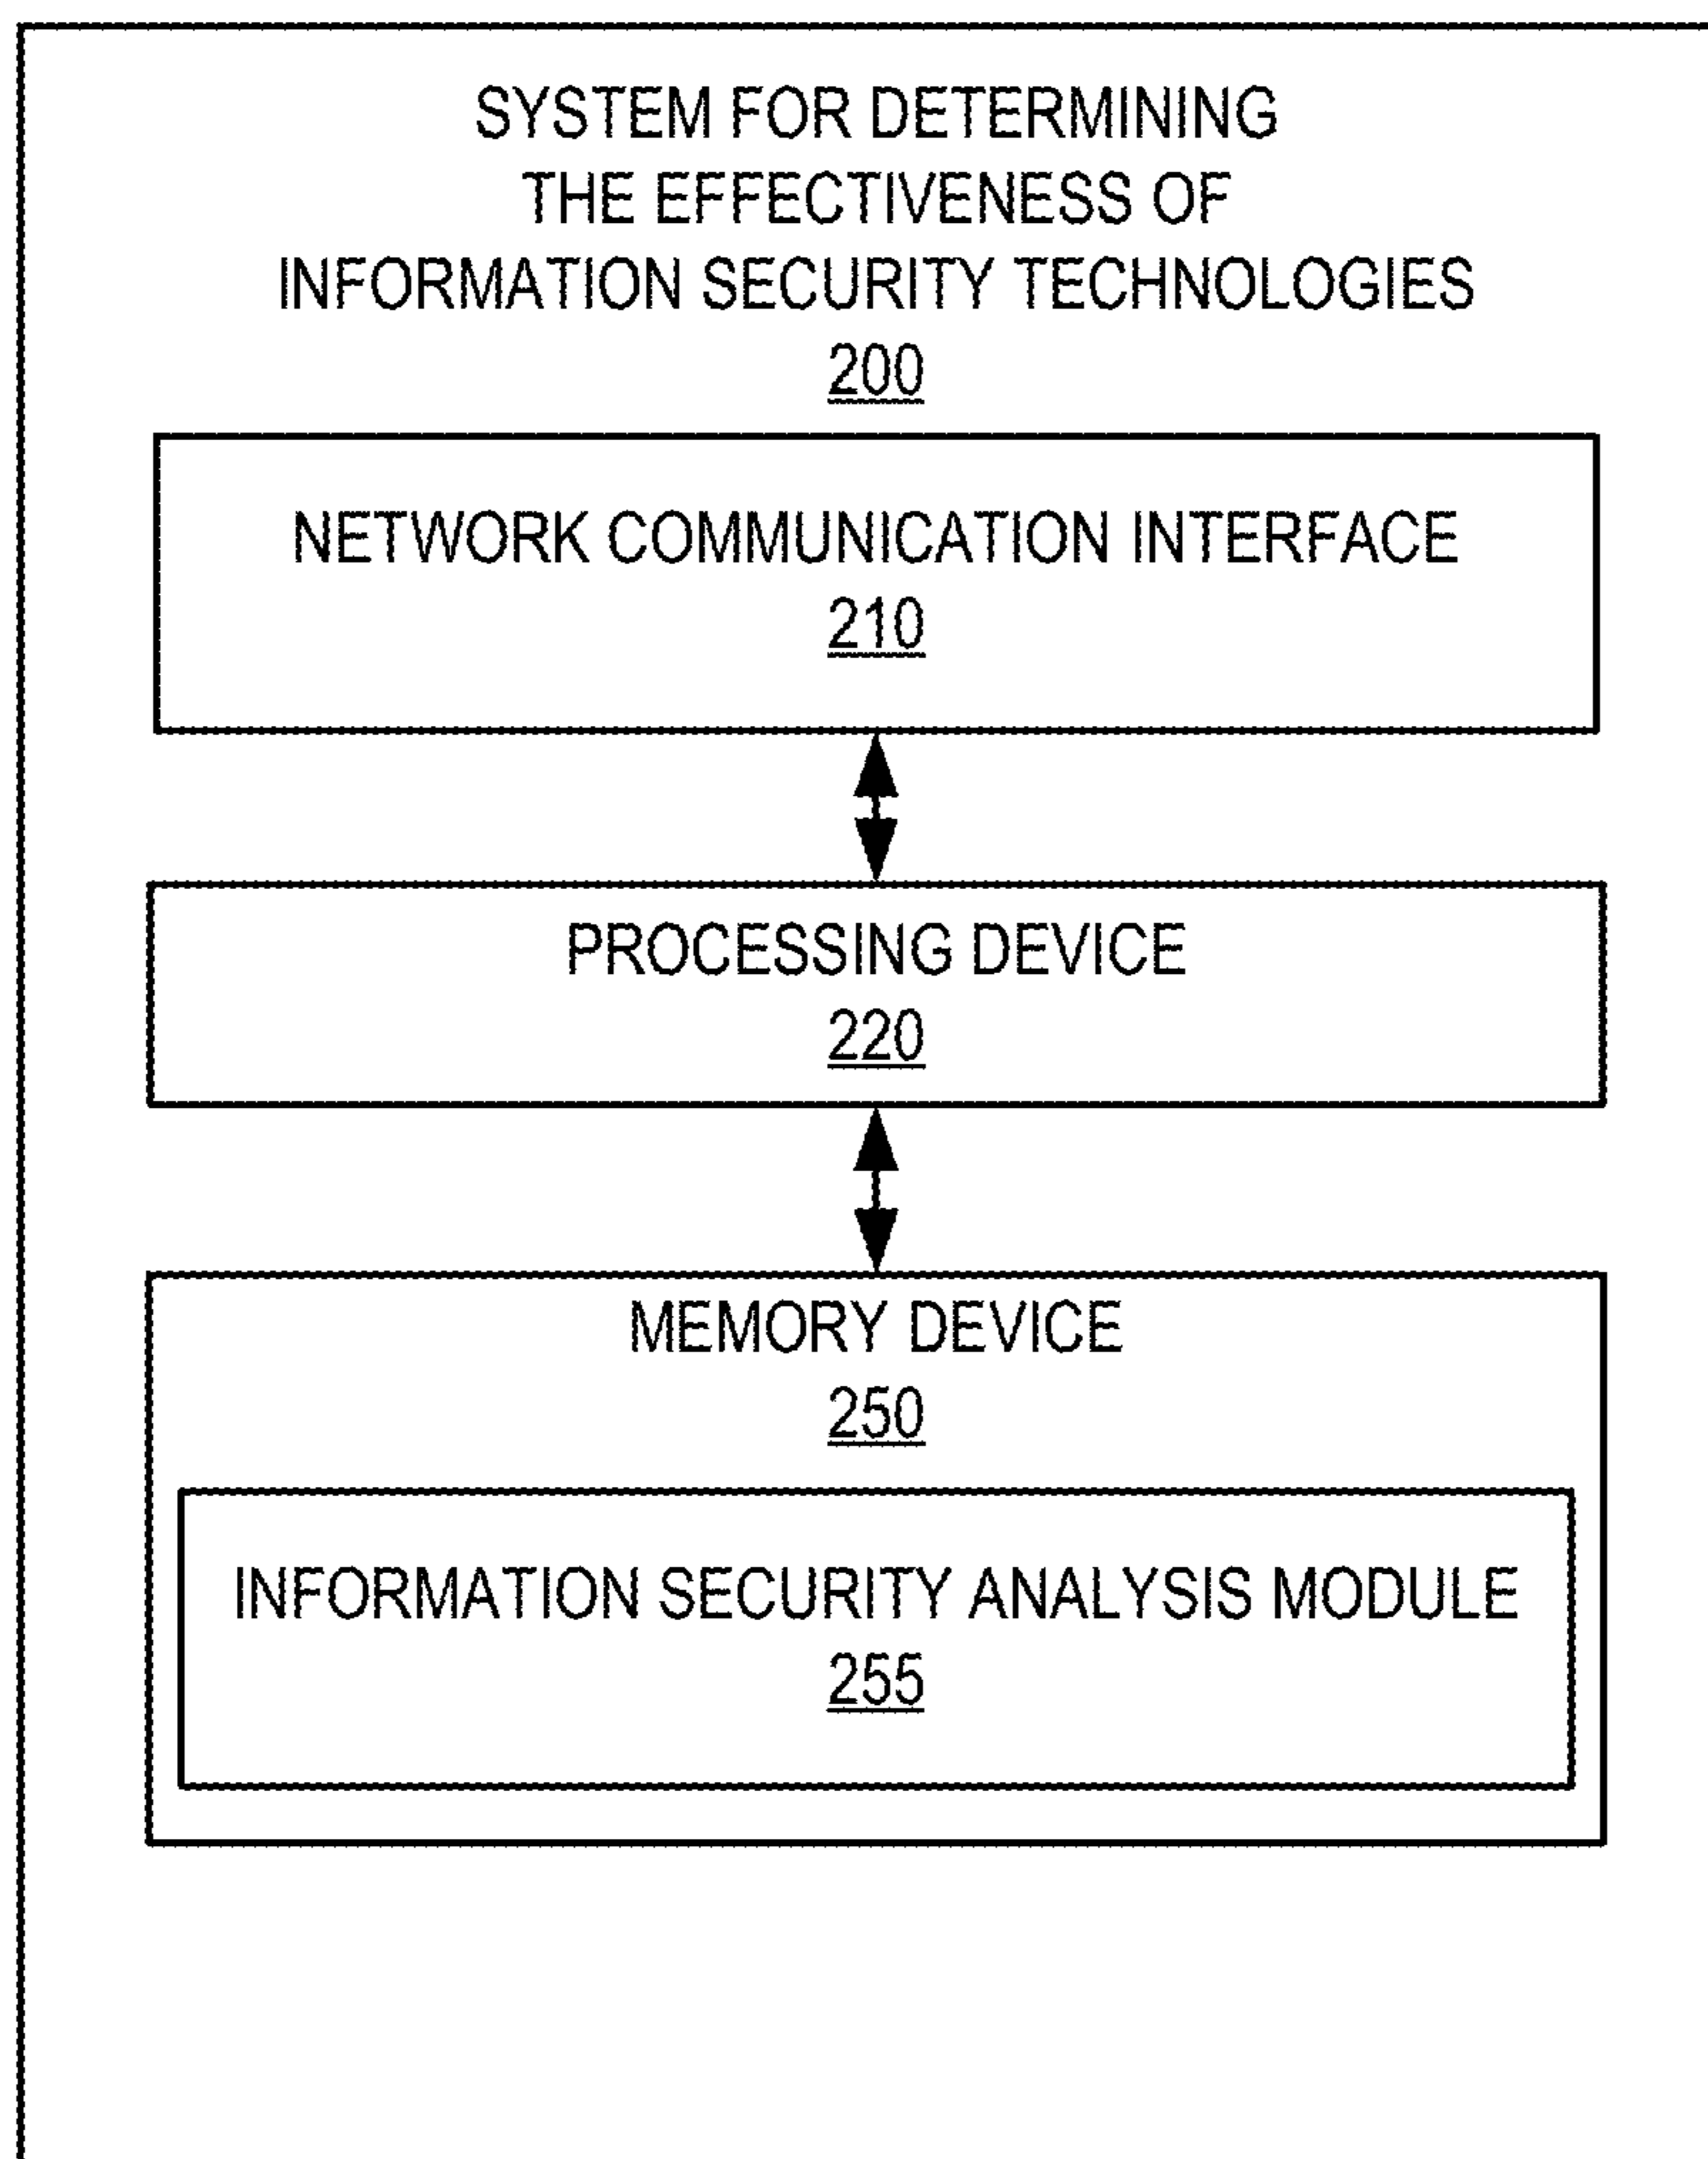 SYSTEM FOR DETERMINING
THE EFFECTIVENESS OF
INFORMATION SECURITY TECHNOLOGIES
200
NETWORK COMMUNICATION INTERFACE
210
PROCESSING DEVICE
220
MEMORY DEVICE
250
INFORMATION SECURITY ANALYSIS MODULE
255